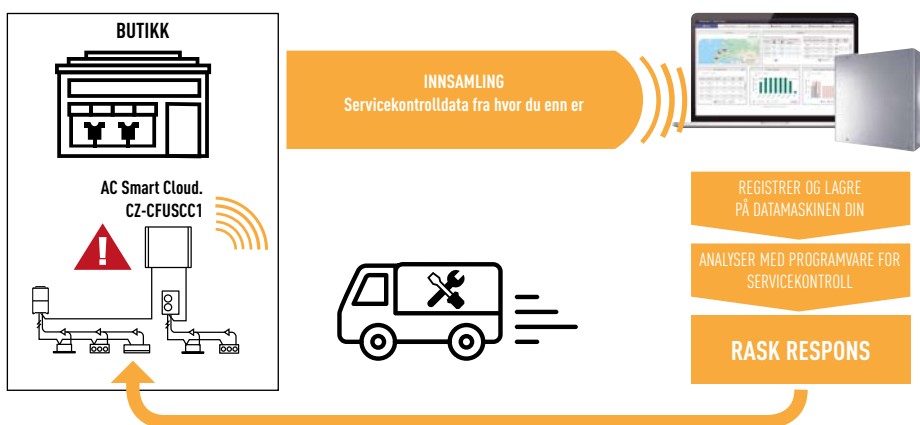 BUTIKK
AC Smart Cloud.
CZ-CFUSCC1
INNSAMLING
Servicekontrolldata fra hvor du enn er
REGISTRER OG LAGRE
PÅ DATAMASKINEN DIN
ANALYSER MED PROGRAMVARE FOR
SERVICEKONTROLL
RASK RESPONS